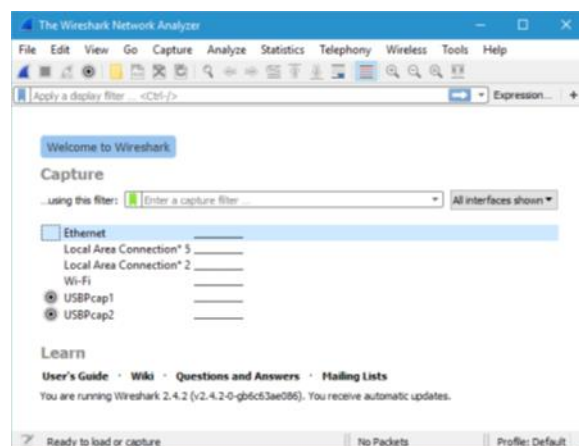 The Wireshark Network Analyzer
File Edit View Go Capture Analyze Statistics Telephony Wireless Tools Help
Apply a display filter ... <Ctrl-/> Expression... +
Welcome to Wireshark
Capture
...using this filter: Enter a capture filter ... All interfaces shown
Ethernet
Local Area Connection* 5
Local Area Connection* 2
Wi-Fi
USBPcap1
USBPcap2
Learn
User's Guide · Wiki · Questions and Answers · Mailing Lists
You are running Wireshark 2.4.2 (v2.4.2-0-gb6c63ae086). You receive automatic updates.
Ready to load or capture No Packets Profile: Default